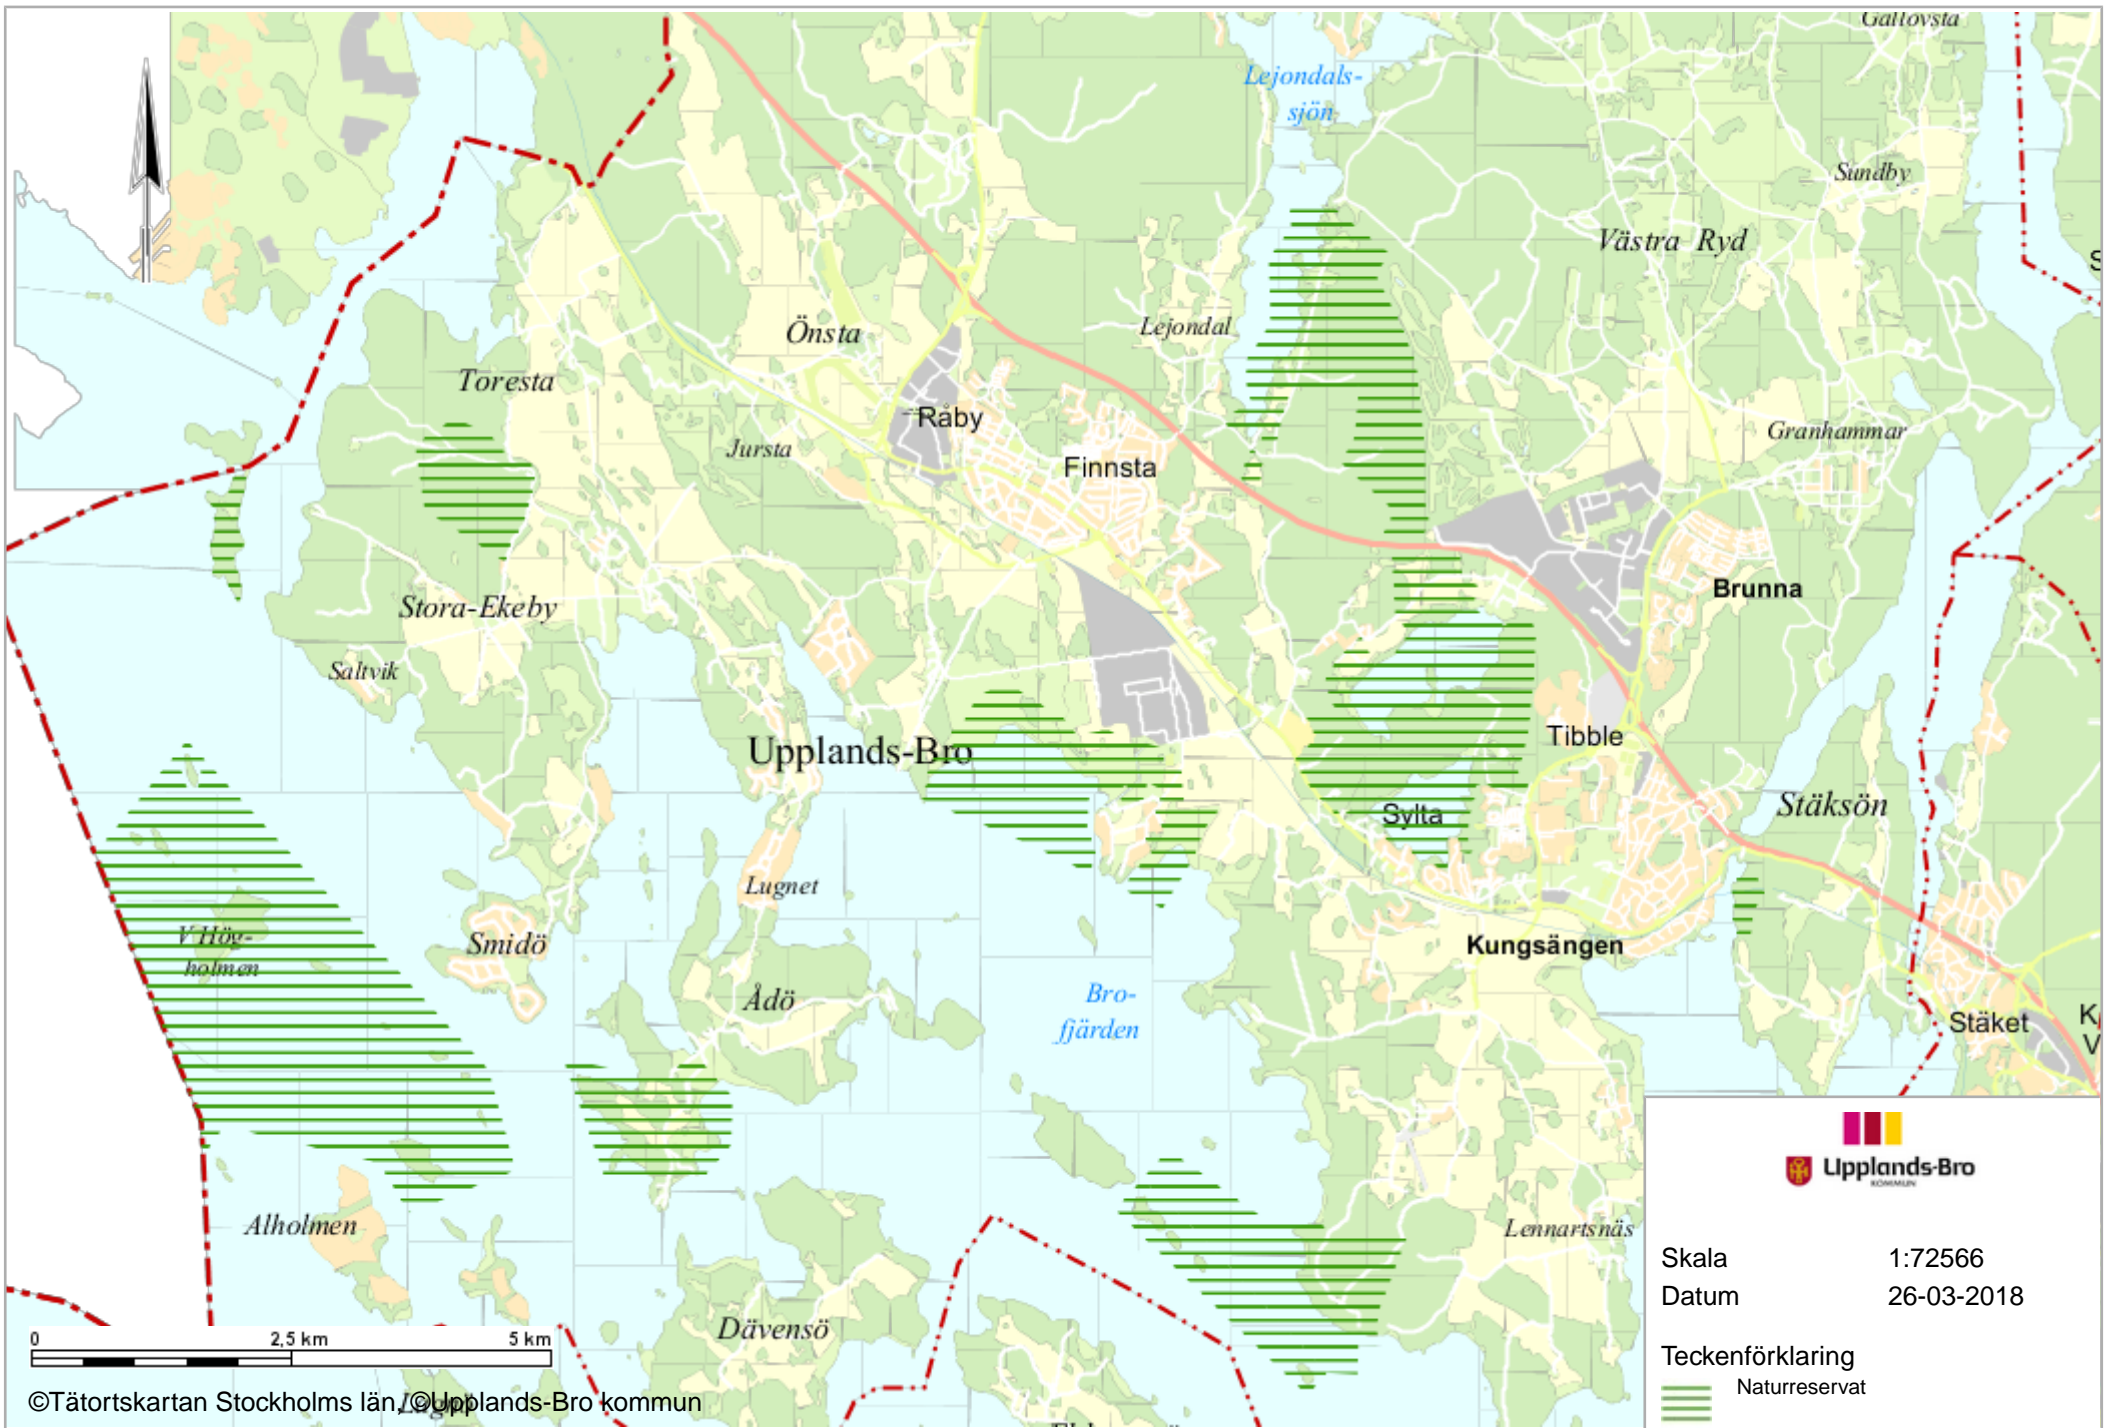 Gällövsta
Lejondals-
sjön
Sundby
Västra Ryd
Önsta
Lejondal
Toresta
Råby
Jursta
Finnsta
Granhammar
Brunna
Stora-Ekeby
Saltvik
Upplands-Bro
Tibble
Sylta
Stäksön
Lugnet
V Hög-
holmen
Smidö
Kungsängen
Ådö
Bro-
fjärden
Stäket
Alholmen
Lennartsnäs
Dävensö
Upplands-Bro
KOMMUN
Skala 1:72566
Datum 26-03-2018
Teckenförklaring
Naturreservat
0 2,5 km 5 km
©Tätortskartan Stockholms län, ©Upplands-Bro kommun